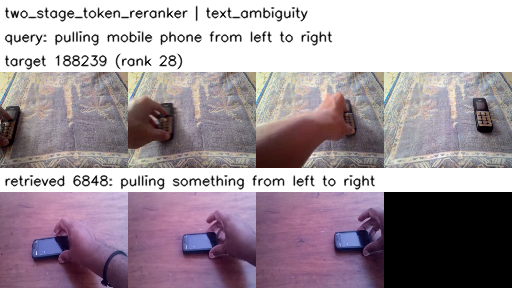 two_stage_token_reranker | text_ambiguity
query: pulling mobile phone from left to right
target 188239 (rank 28)
retrieved 6848: pulling something from left to right